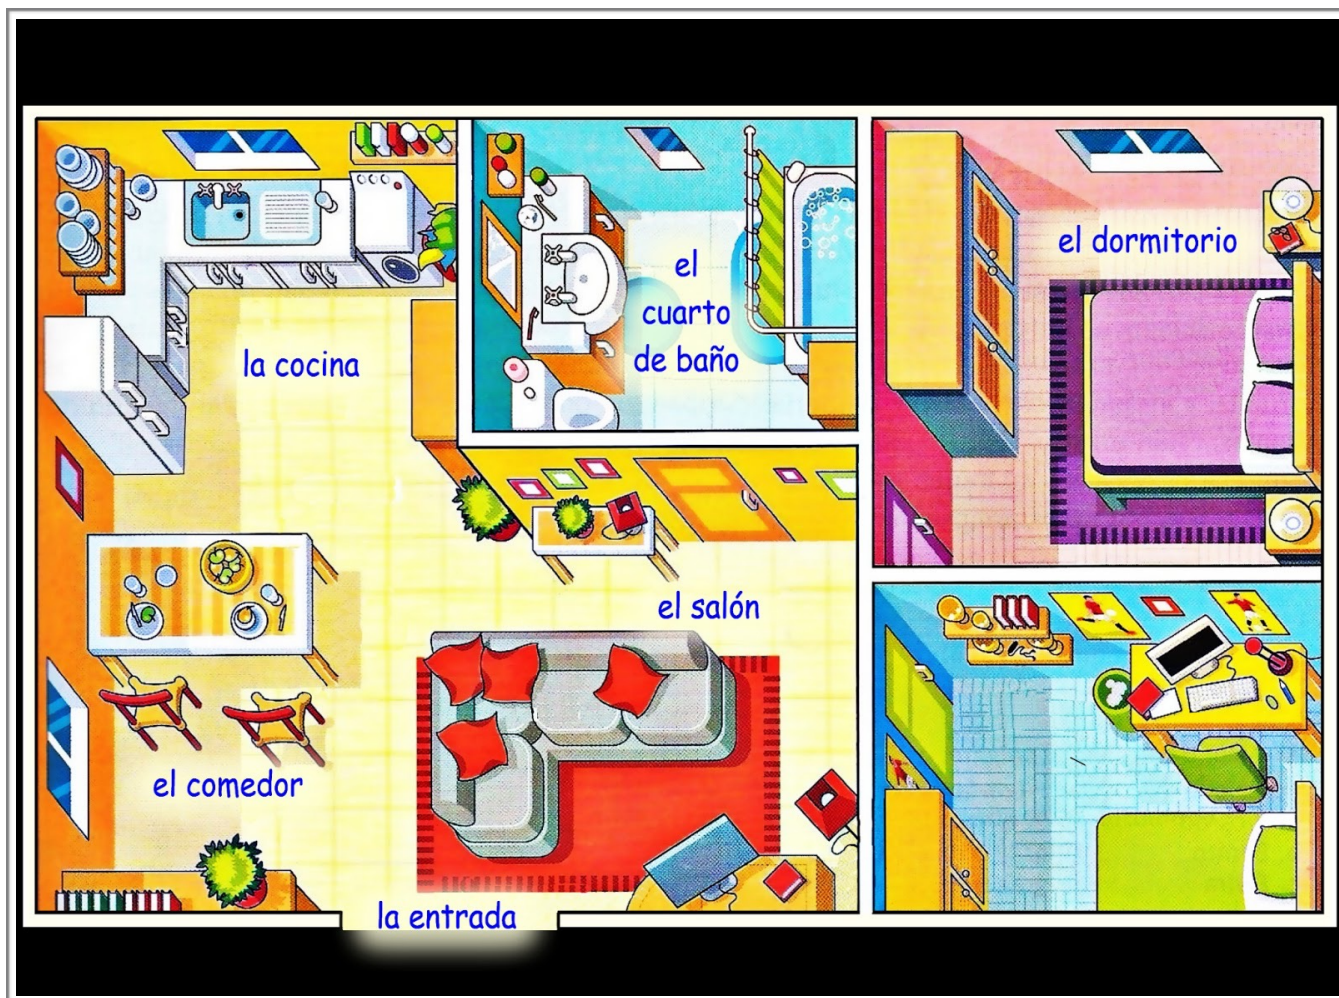 la cocina
el
cuarto
de baño
el dormitorio
el salón
el comedor
la entrada